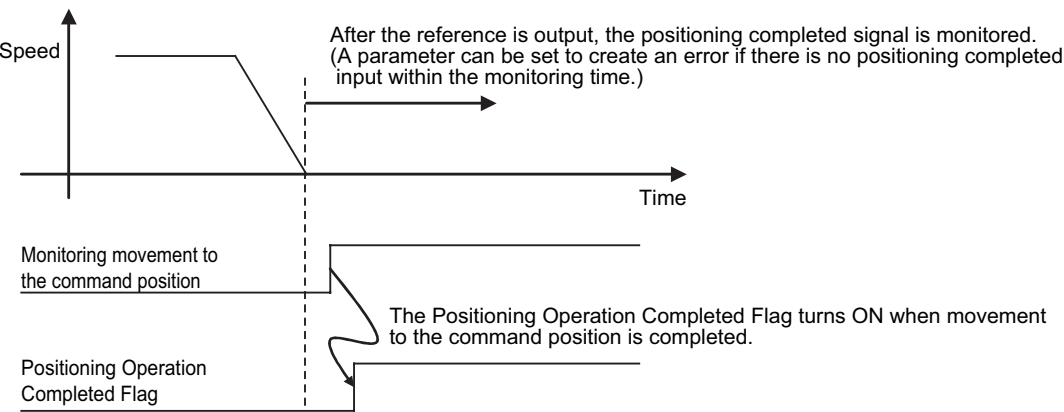 Speed
After the reference is output, the positioning completed signal is monitored.
(A parameter can be set to create an error if there is no positioning completed
input within the monitoring time.)
Time
Monitoring movement to
the command position
The Positioning Operation Completed Flag turns ON when movement
to the command position is completed.
Positioning Operation
Completed Flag